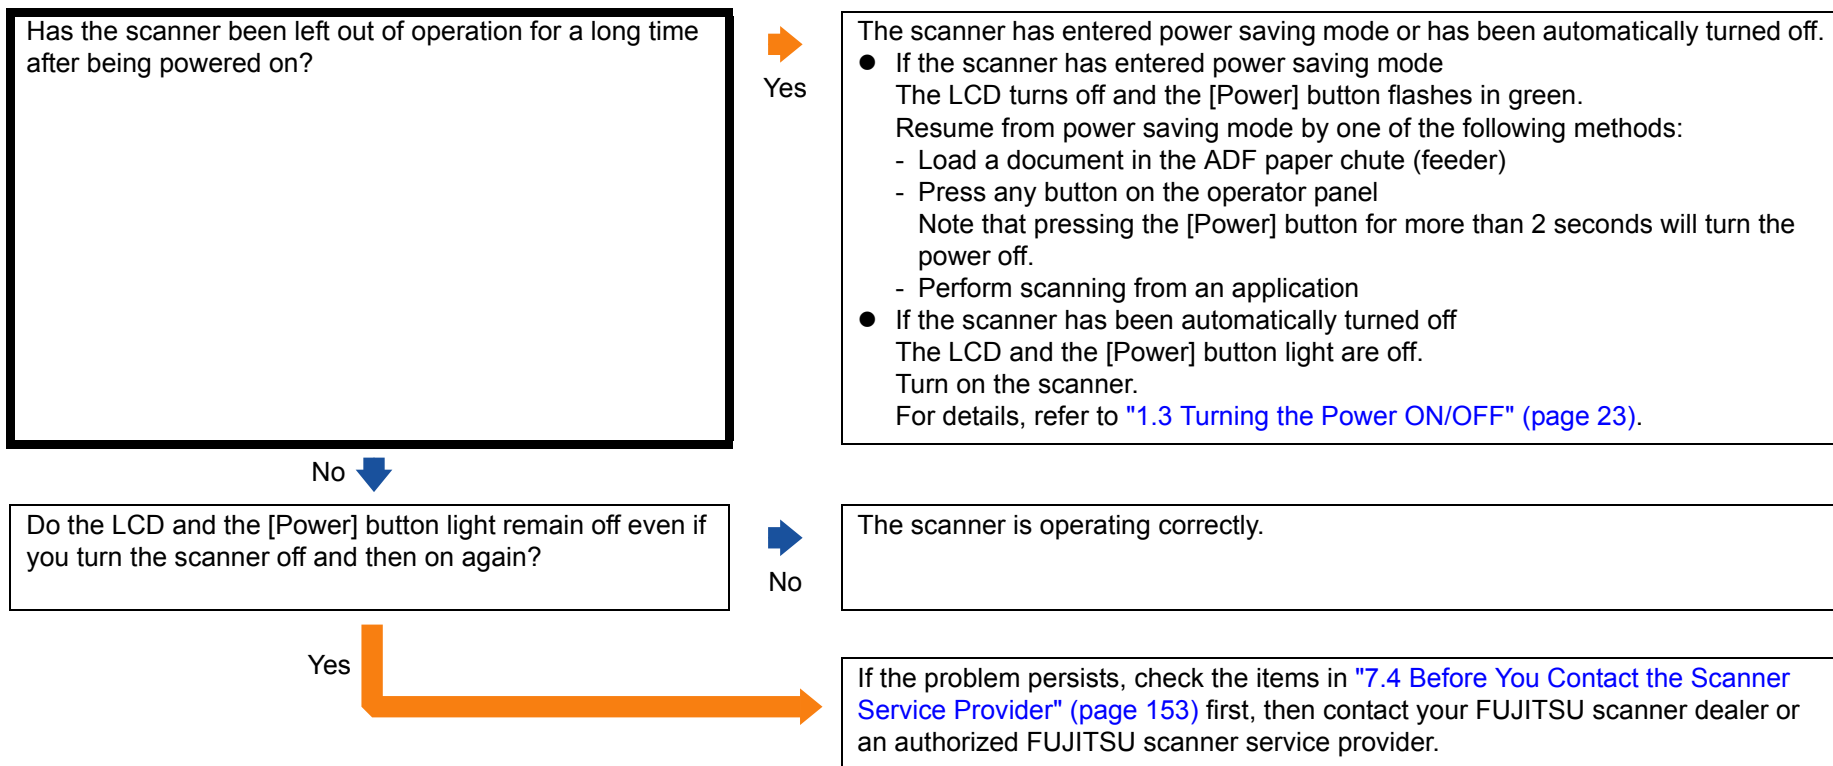 Has the scanner been left out of operation for a long time
after being powered on?
Yes
The scanner has entered power saving mode or has been automatically turned off.
● If the scanner has entered power saving mode
The LCD turns off and the [Power] button flashes in green.
Resume from power saving mode by one of the following methods:
- Load a document in the ADF paper chute (feeder)
- Press any button on the operator panel
Note that pressing the [Power] button for more than 2 seconds will turn the
power off.
- Perform scanning from an application
● If the scanner has been automatically turned off
The LCD and the [Power] button light are off.
Turn on the scanner.
For details, refer to "1.3 Turning the Power ON/OFF" (page 23).
No
Do the LCD and the [Power] button light remain off even if
you turn the scanner off and then on again?
No
The scanner is operating correctly.
Yes
If the problem persists, check the items in "7.4 Before You Contact the Scanner
Service Provider" (page 153) first, then contact your FUJITSU scanner dealer or
an authorized FUJITSU scanner service provider.